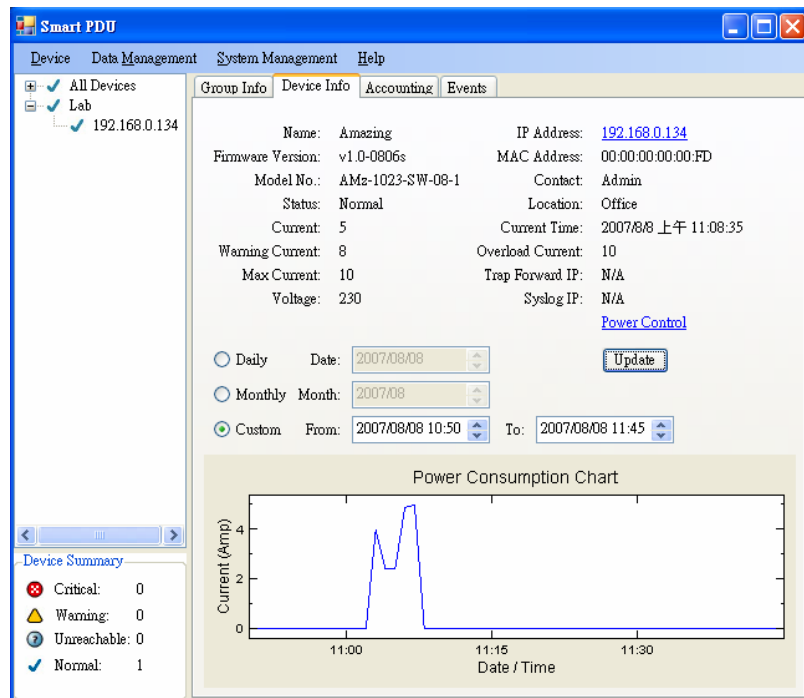 Smart PDU
Device Data Management System Management Help
All Devices
Lab
192.168.0.134
Group Info Device Info Accounting Events
Name: Amazing IP Address: 192.168.0.134
Firmware Version: v1.0-0806s MAC Address: 00:00:00:00:00:FD
Model No.: AMz-1023-SW-08-1 Contact: Admin
Status: Normal Location: Office
Current: 5 Current Time: 2007/8/8 上午 11:08:35
Warning Current: 8 Overload Current: 10
Max Current: 10 Trap Forward IP: N/A
Voltage: 230 Syslog IP: N/A
Power Control
Daily Date: 2007/08/08 Update
Monthly Month: 2007/08
Custom From: 2007/08/08 10:50 To: 2007/08/08 11:45
Power Consumption Chart
Current (Amp)
4
2
0
11:00 11:15 11:30
Date / Time
Device Summary
Critical: 0
Warning: 0
Unreachable: 0
Normal: 1